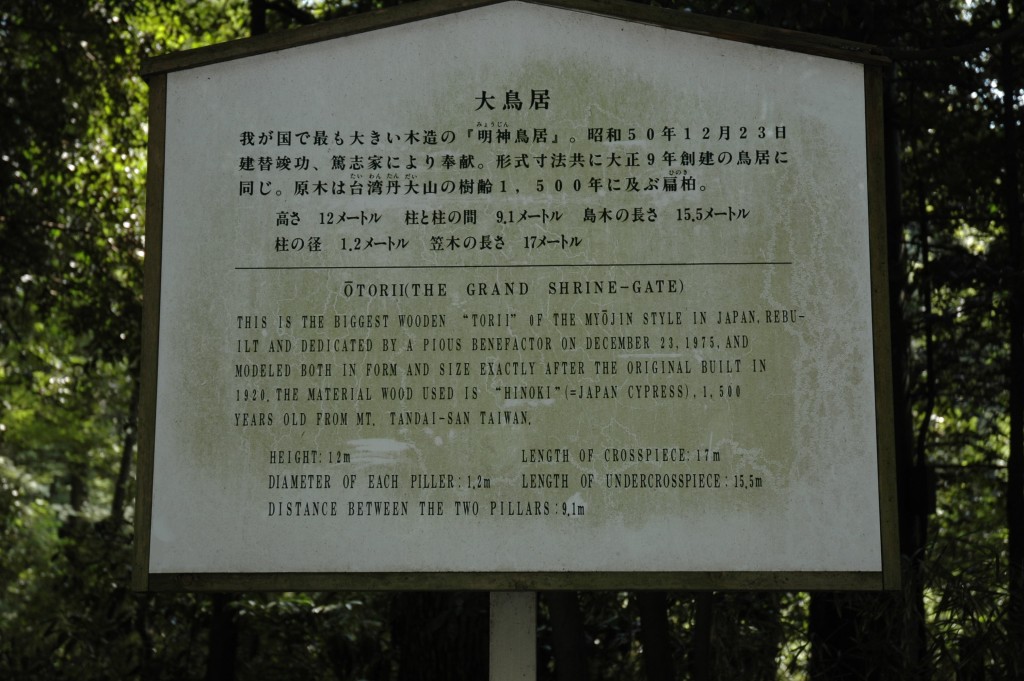 大鳥居
我が国で最も大きい木造の『明神鳥居』。昭和50年12月23日
建替竣功、篤志家により奉献。形式寸法共に大正9年創建の鳥居に
同じ。原木は台湾丹大山の樹齢1,500年に及ぶ扁柏。
高さ 12メートル 柱と柱の間 9.1メートル 島木の長さ 15.5メートル
柱の径 1.2メートル 笠木の長さ 17メートル
ŌTORII(THE GRAND SHRINE-GATE)
THIS IS THE BIGGEST WOODEN “TORII” OF THE MYŌJIN STYLE IN JAPAN, REBU-
ILT AND DEDICATED BY A PIOUS BENEFACTOR ON DECEMBER 23, 1975, AND
MODELED BOTH IN FORM AND SIZE EXACTLY AFTER THE ORIGINAL BUILT IN
1920. THE MATERIAL WOOD USED IS “HINOKI”(=JAPAN CYPRESS), 1,500
YEARS OLD FROM MT. TANDAI-SAN TAIWAN.
HEIGHT: 12m LENGTH OF CROSSPIECE: 17m
DIAMETER OF EACH PILLER: 1.2m LENGTH OF UNDERCROSSPIECE: 15.5m
DISTANCE BETWEEN THE TWO PILLARS: 9.1m